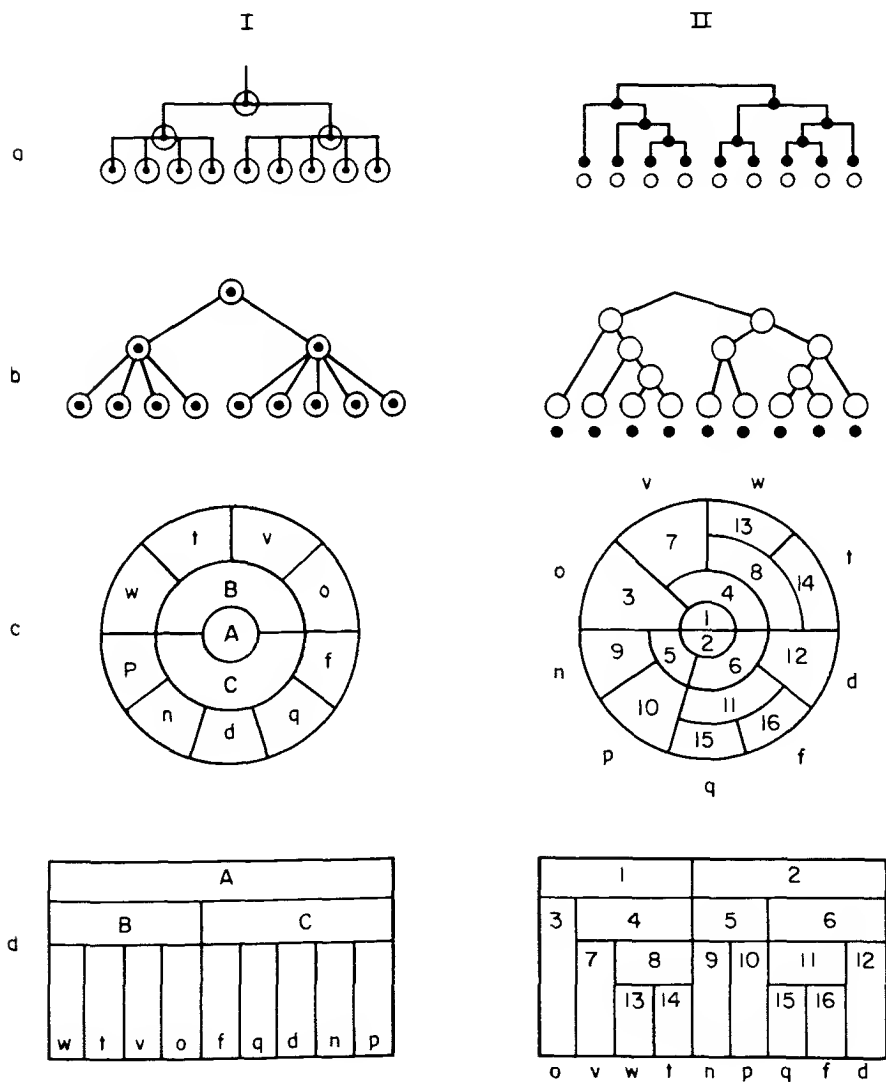 I II
a
b
v w
t v 13
7 t
o w B o 8
14
3 4
c A 1
2
P f 9 5 12
n C 6 d
n q 10 11
d 16
15
p f
q
A 1 2
d B C 3 4 5 6
7 8 9 10 11 12
13 14 15 16
w t v o f q d n p
o v w t n p q f d